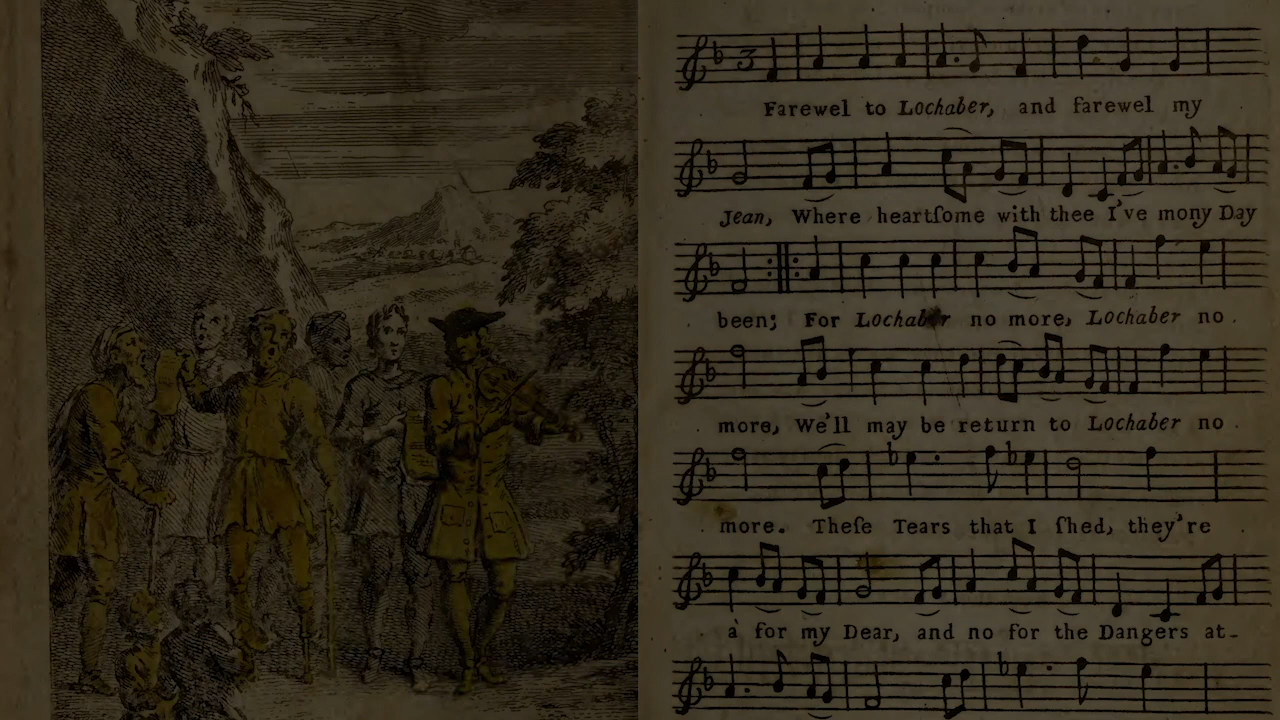 Farewel to Lochaber, and farewel my
Jean, Where heartſome with thee I've mony Day
been; For Lochaber no more, Lochaber no
more, We'll may be return to Lochaber no
more. Theſe Tears that I ſhed, they're
à for my Dear, and no for the Dangers at-